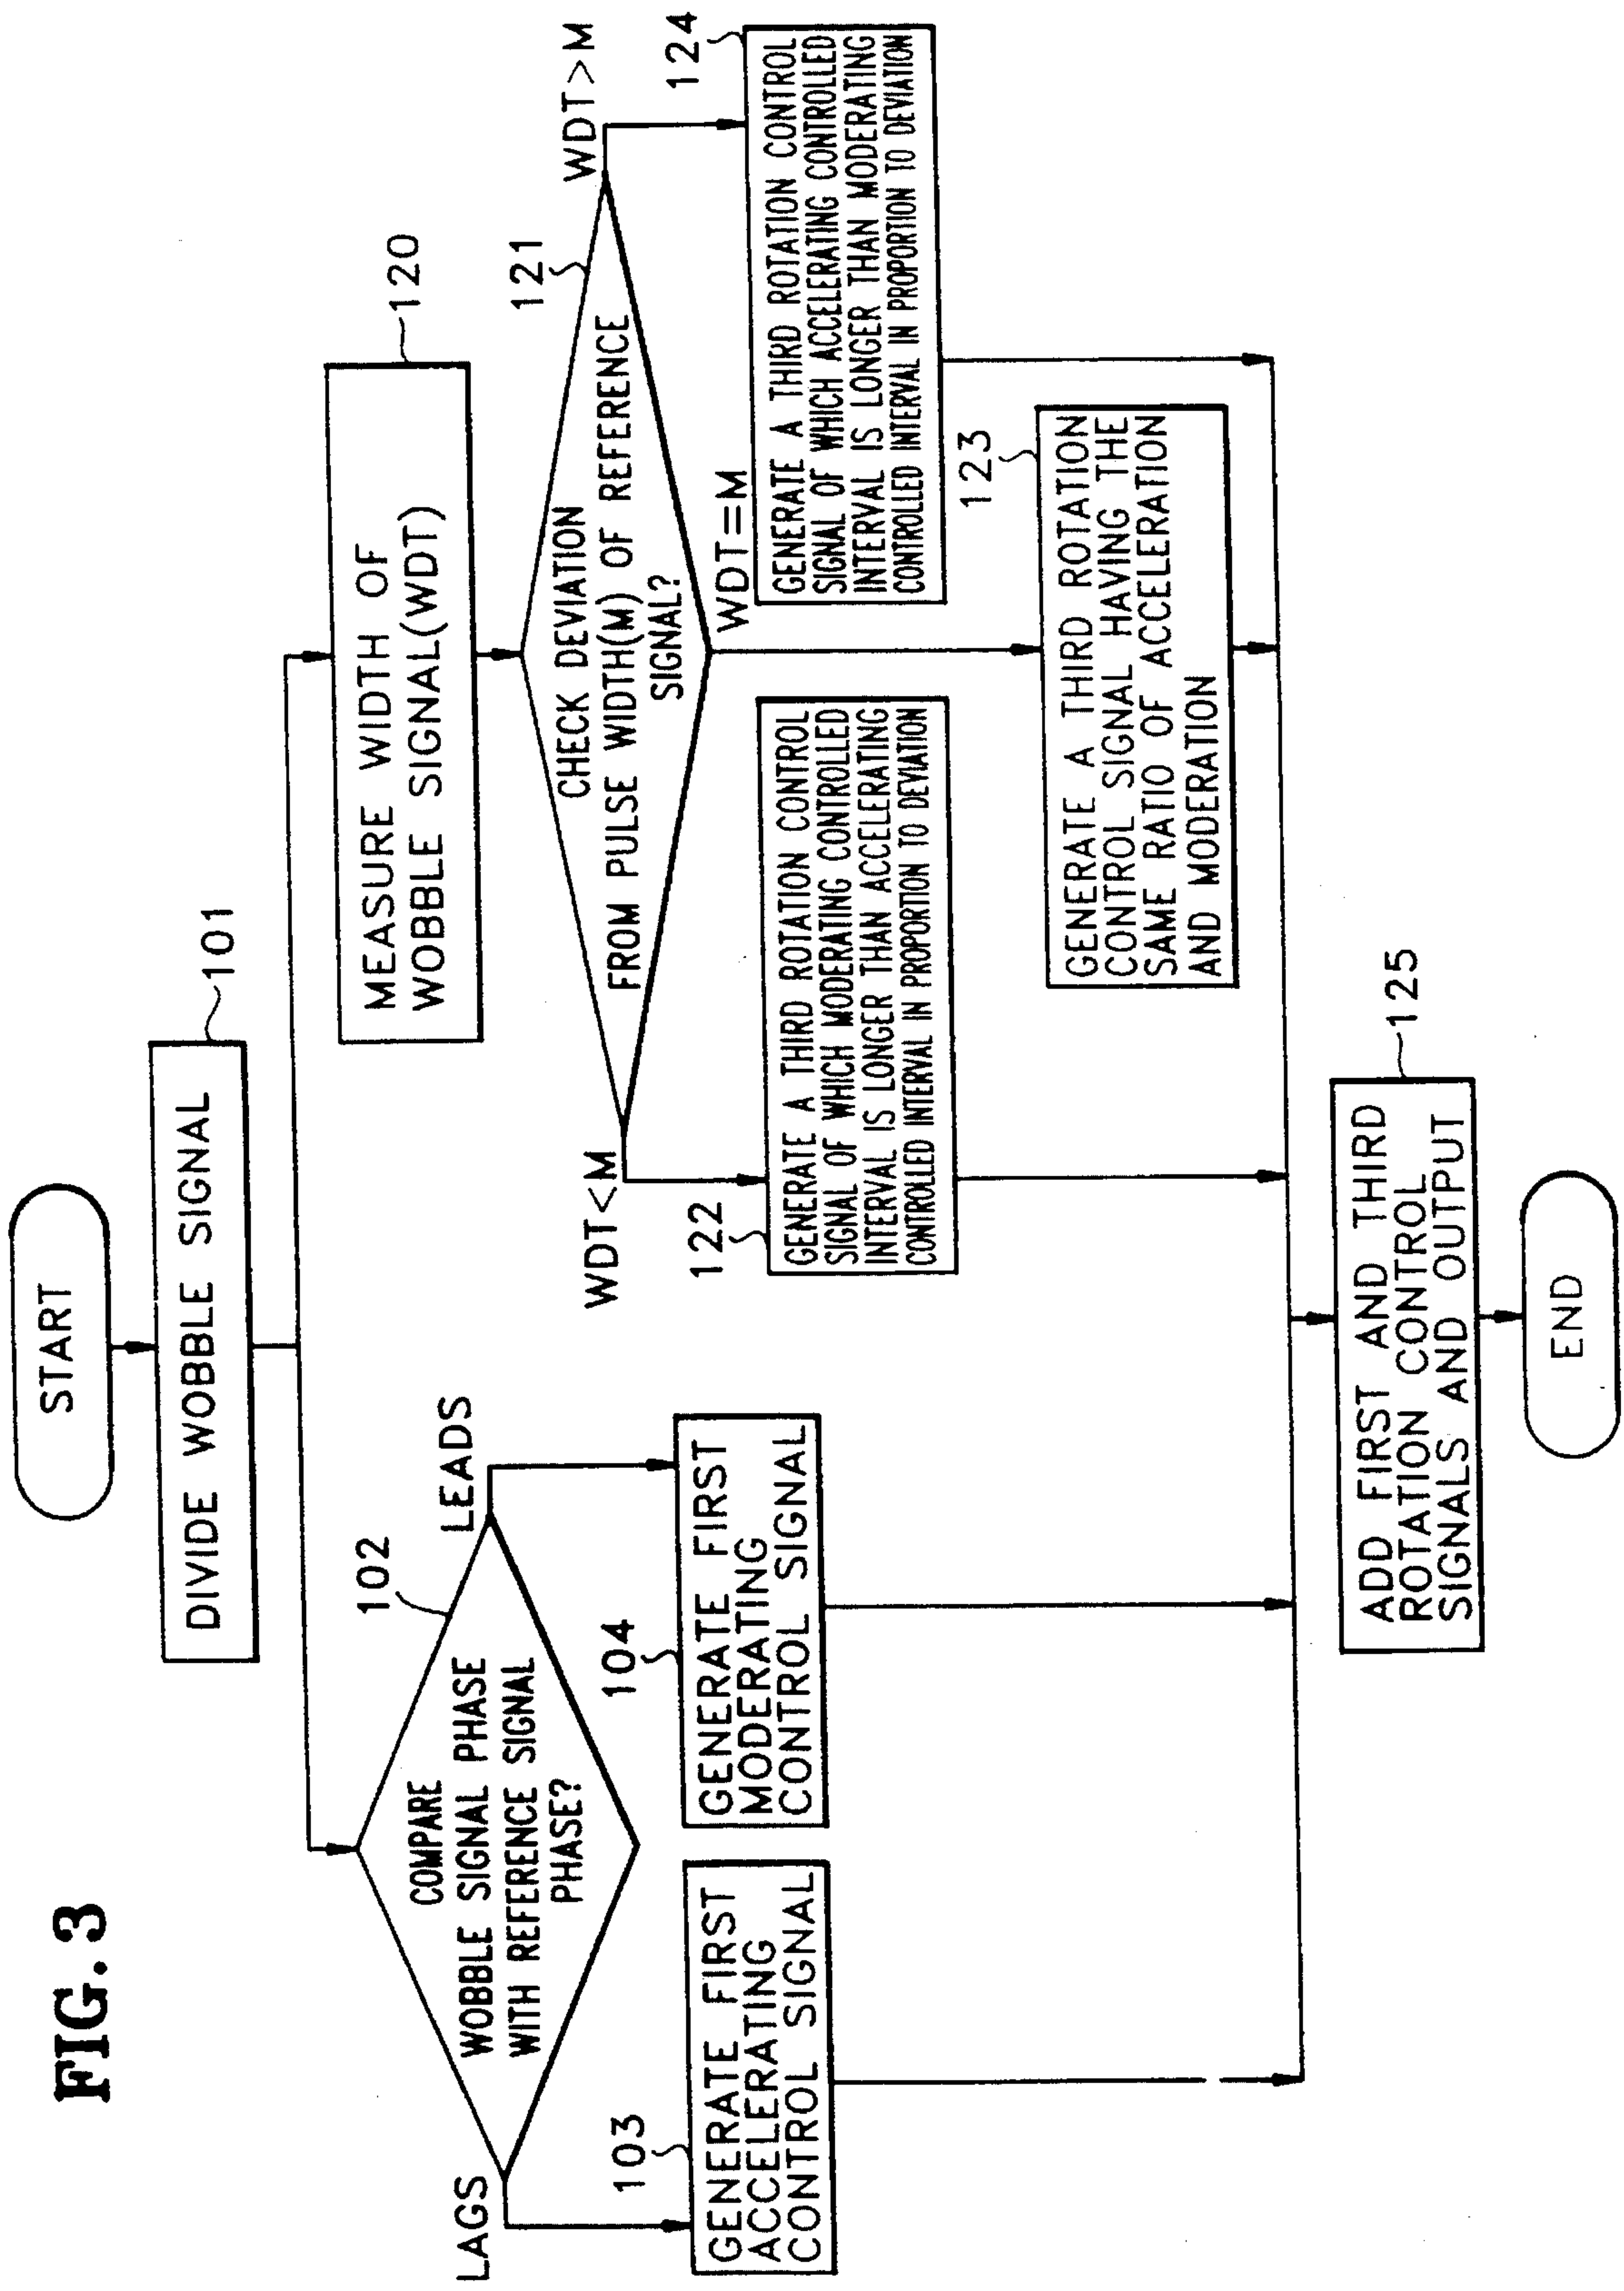 FIG. 3
START
DIVIDE WOBBLE SIGNAL
101
COMPARE
WOBBLE SIGNAL PHASE
WITH REFERENCE SIGNAL
PHASE?
102
LAGS
LEADS
103
GENERATE FIRST
ACCELERATING
CONTROL SIGNAL
104
GENERATE FIRST
MODERATING
CONTROL SIGNAL
MEASURE WIDTH OF
WOBBLE SIGNAL(WDT)
120
CHECK DEVIATION
FROM PULSE WIDTH(M) OF REFERENCE
SIGNAL?
121
WDT<M
WDT=M
WDT>M
122
GENERATE A THIRD ROTATION CONTROL
SIGNAL OF WHICH MODERATING CONTROLLED
INTERVAL IS LONGER THAN ACCELERATING
CONTROLLED INTERVAL IN PROPORTION TO DEVIATION
124
GENERATE A THIRD ROTATION CONTROL
SIGNAL OF WHICH ACCELERATING CONTROLLED
INTERVAL IS LONGER THAN MODERATING
CONTROLLED INTERVAL IN PROPORTION TO DEVIATION
123
GENERATE A THIRD ROTATION
CONTROL SIGNAL HAVING THE
SAME RATIO OF ACCELERATION
AND MODERATION
ADD FIRST AND THIRD
ROTATION CONTROL
SIGNALS AND OUTPUT
125
END